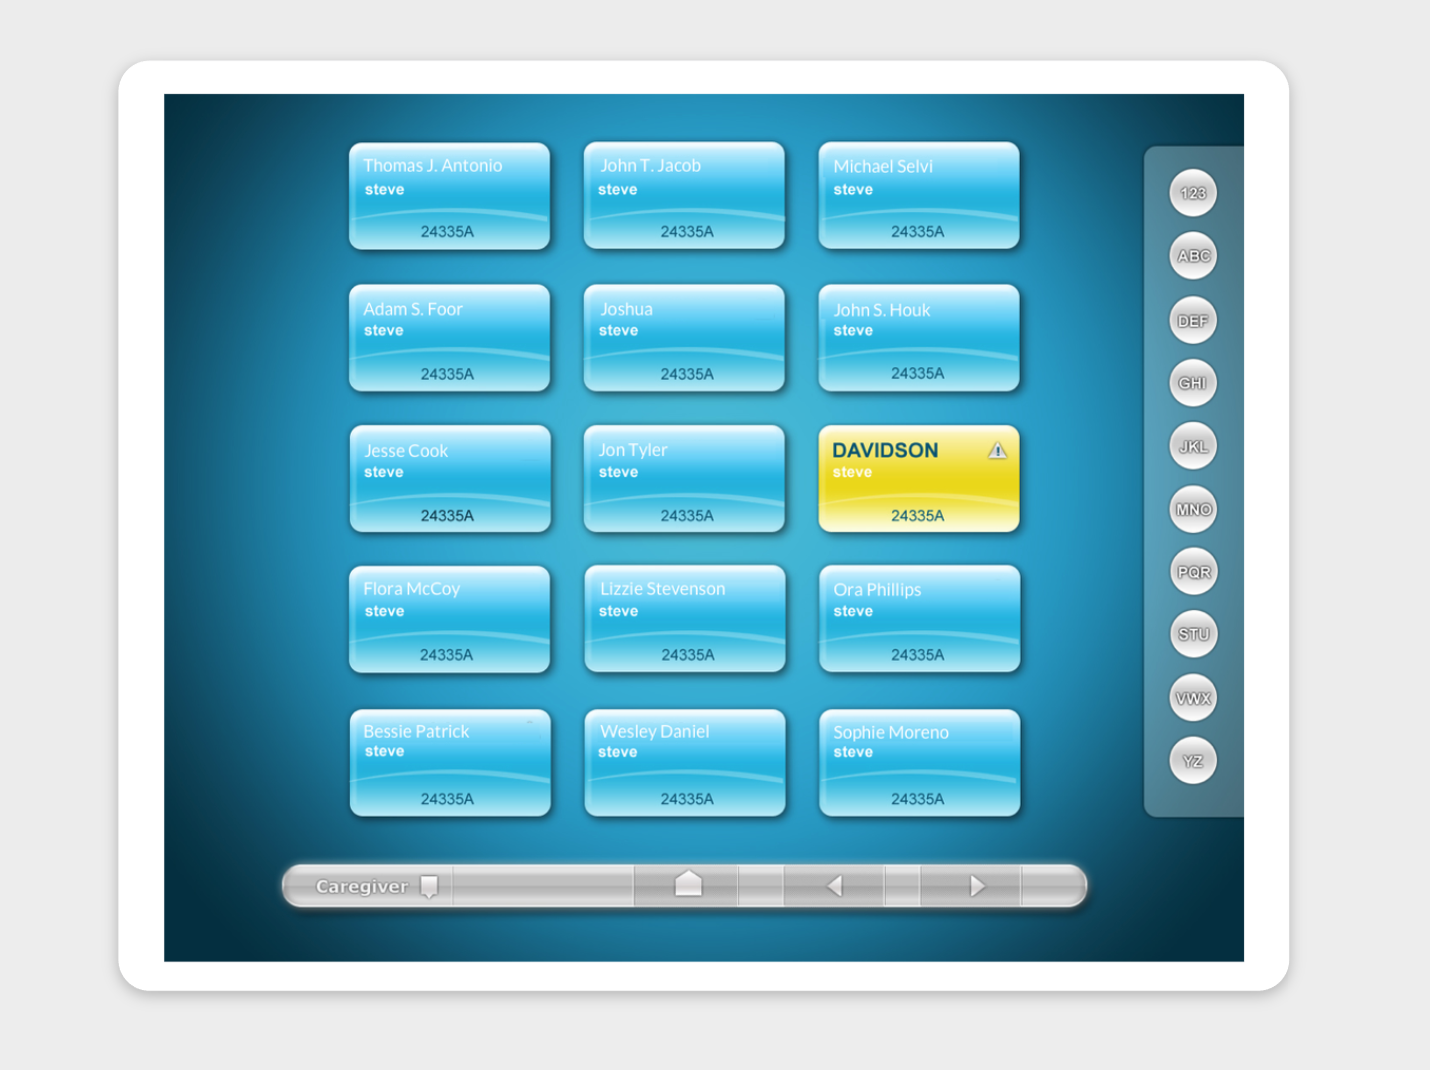 Thomas J. Antonio
steve
24335A
John T. Jacob
steve
24335A
Michael Selvi
steve
24335A
Adam S. Foor
steve
24335A
Joshua
steve
24335A
John S. Houk
steve
24335A
Jesse Cook
steve
24335A
Jon Tyler
steve
24335A
DAVIDSON
steve
24335A
Flora McCoy
steve
24335A
Lizzie Stevenson
steve
24335A
Ora Phillips
steve
24335A
Bessie Patrick
steve
24335A
Wesley Daniel
steve
24335A
Sophie Moreno
steve
24335A
123
ABC
DEF
GHI
JKL
MNO
PQR
STU
VWX
YZ
Caregiver